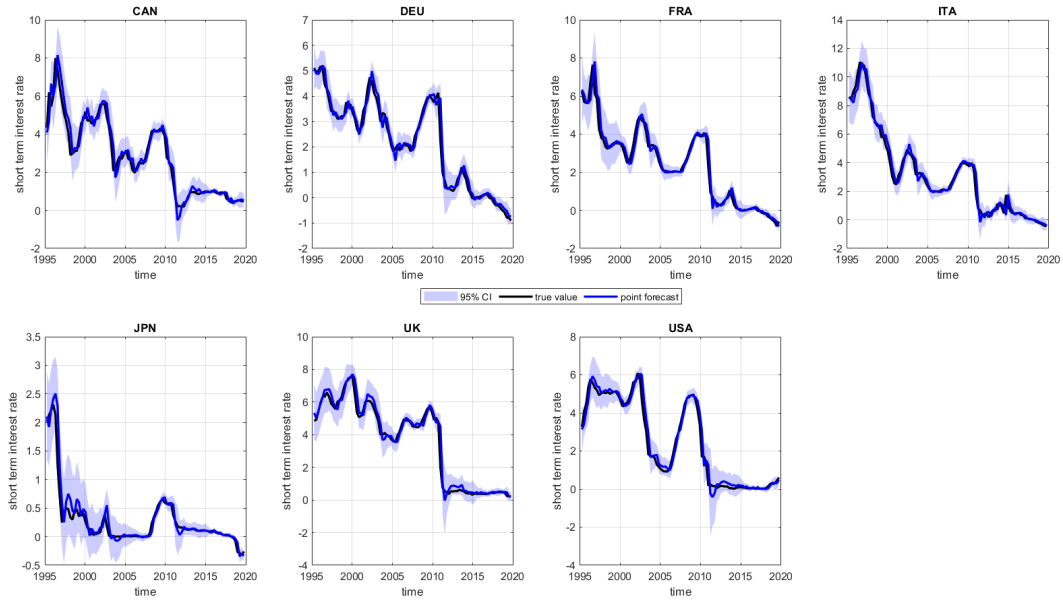 CAN
DEU
FRA
ITA
10
8
6
4
2
0
-2
short term interest rate
1995 2000 2005 2010 2015 2020
time
7
6
5
4
3
2
1
0
-1
-2
short term interest rate
1995 2000 2005 2010 2015 2020
time
10
8
6
4
2
0
-2
short term interest rate
1995 2000 2005 2010 2015 2020
time
14
12
10
8
6
4
2
0
-2
short term interest rate
1995 2000 2005 2010 2015 2020
time
95% CI true value point forecast
JPN
UK
USA
3.5
3
2.5
2
1.5
1
0.5
0
-0.5
short term interest rate
1995 2000 2005 2010 2015 2020
time
10
8
6
4
2
0
-2
-4
short term interest rate
1995 2000 2005 2010 2015 2020
time
8
6
4
2
0
-2
-4
short term interest rate
1995 2000 2005 2010 2015 2020
time